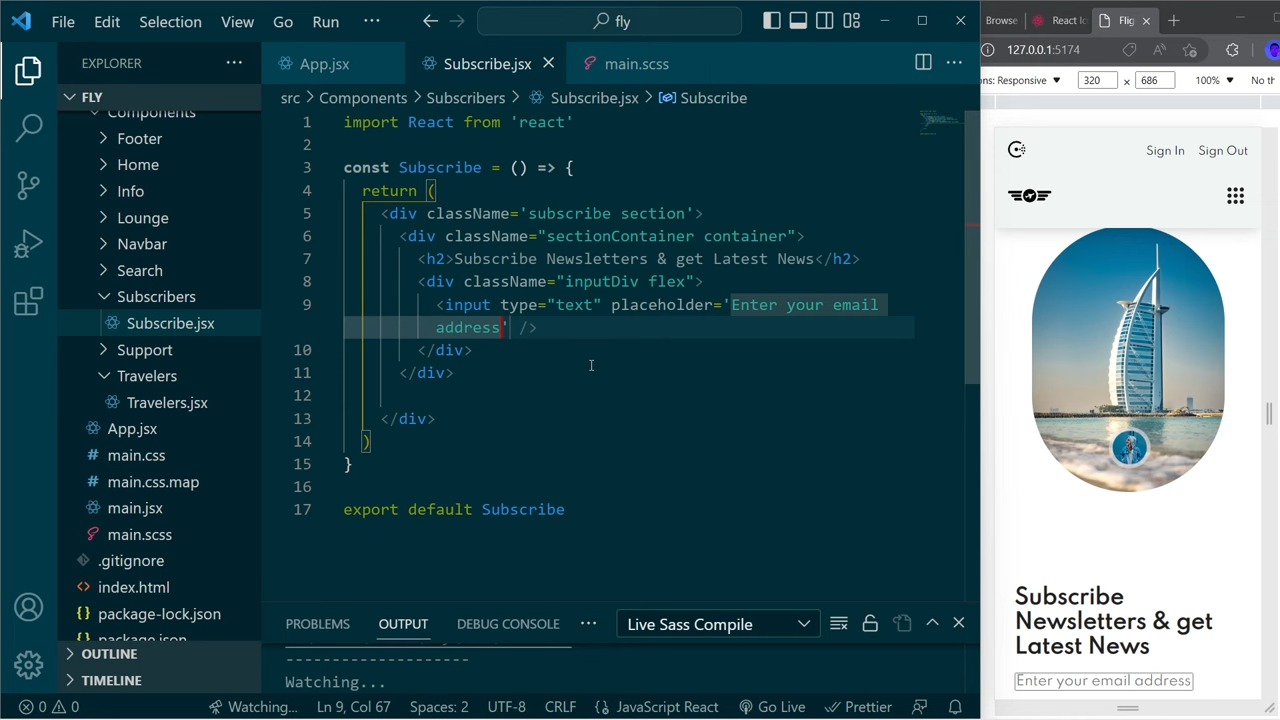 File Edit Selection View Go Run ··· fly
Browse
Flig
EXPLORER ···
App.jsx
Subscribe.jsx
main.scss
127.0.0.1:5174
ons: Responsive 320 × 686 100% No th
FLY
src > Components > Subscribers > Subscribe.jsx > Subscribe
Components
Footer
Home
Info
Lounge
Navbar
Search
Subscribers
Subscribe.jsx
Support
Travelers
Travelers.jsx
App.jsx
main.css
main.css.map
main.jsx
main.scss
.gitignore
index.html
package-lock.json
package.json
OUTLINE
TIMELINE
1 import React from 'react'
2
3 const Subscribe = () => {
4 return (
5 <div className='subscribe section'>
6 <div className="sectionContainer container">
7 <h2>Subscribe Newsletters & get Latest News</h2>
8 <div className="inputDiv flex">
9 <input type="text" placeholder='Enter your email
address' />
10 </div>
11 </div>
12
13 </div>
14 )
15 }
16
17 export default Subscribe
PROBLEMS OUTPUT DEBUG CONSOLE ··· Live Sass Compile
--------------------
Watching...
0 0 Watching... Ln 9, Col 67 Spaces: 2 UTF-8 CRLF JavaScript React Go Live Prettier
Sign In Sign Out
Subscribe
Newsletters & get
Latest News
Enter your email address